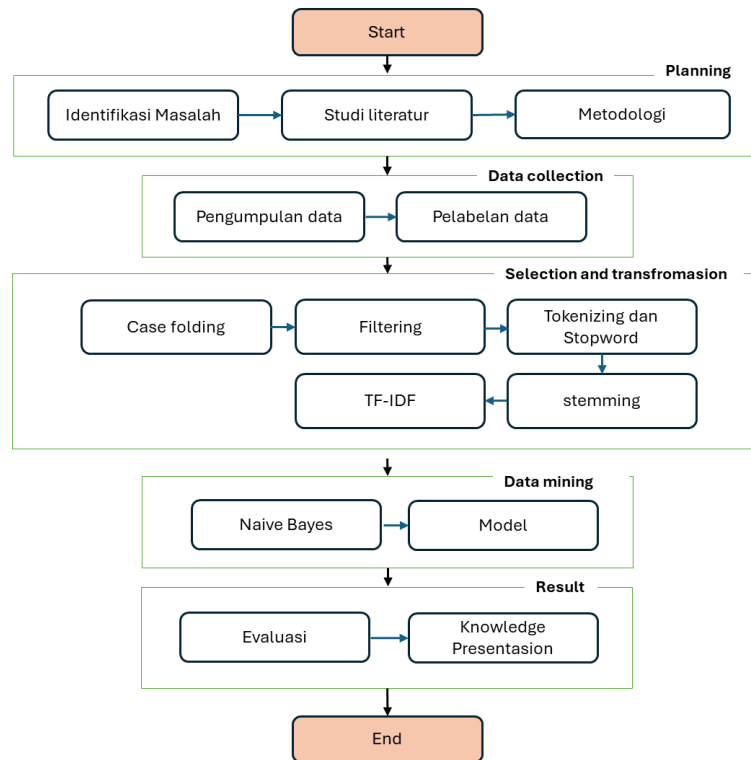 Start
Planning
Identifikasi Masalah
Studi literatur
Metodologi
Data collection
Pengumpulan data
Pelabelan data
Selection and transfromasion
Case folding
Filtering
Tokenizing dan
Stopword
stemming
TF-IDF
Data mining
Naive Bayes
Model
Result
Evaluasi
Knowledge
Presentasion
End